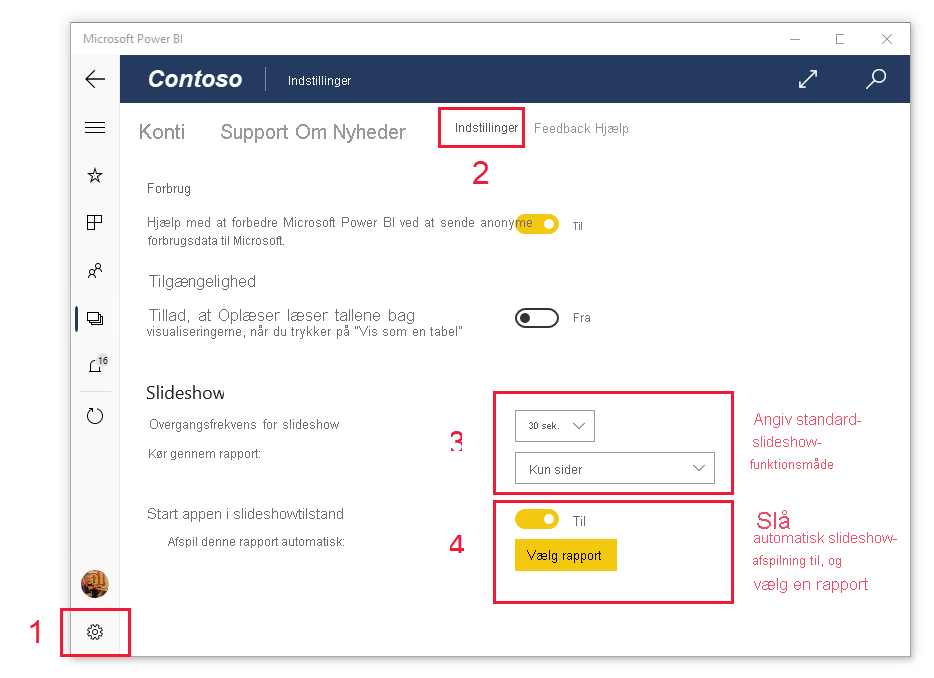 Microsoft Power BI
Contoso
Indstillinger
Konti
Support Om Nyheder
Indstillinger
Feedback Hjælp
2
Forbrug
Hjælp med at forbedre Microsoft Power BI ved at sende anonyme
forbrugsdata til Microsoft.
Til
Tilgængelighed
Tillad, at Oplæser læser tallene bag
visualiseringerne, når du trykker på "Vis som en tabel"
Fra
16
Slideshow
Overgangsfrekvens for slideshow
30 sek.
Kør gennem rapport:
Kun sider
3
Angiv standard-
slideshow-
funktionsmåde
Start appen i slideshowtilstand
Til
Afspil denne rapport automatisk:
Vælg rapport
4
Slå
automatisk slideshow-
afspilning til, og
vælg en rapport
1